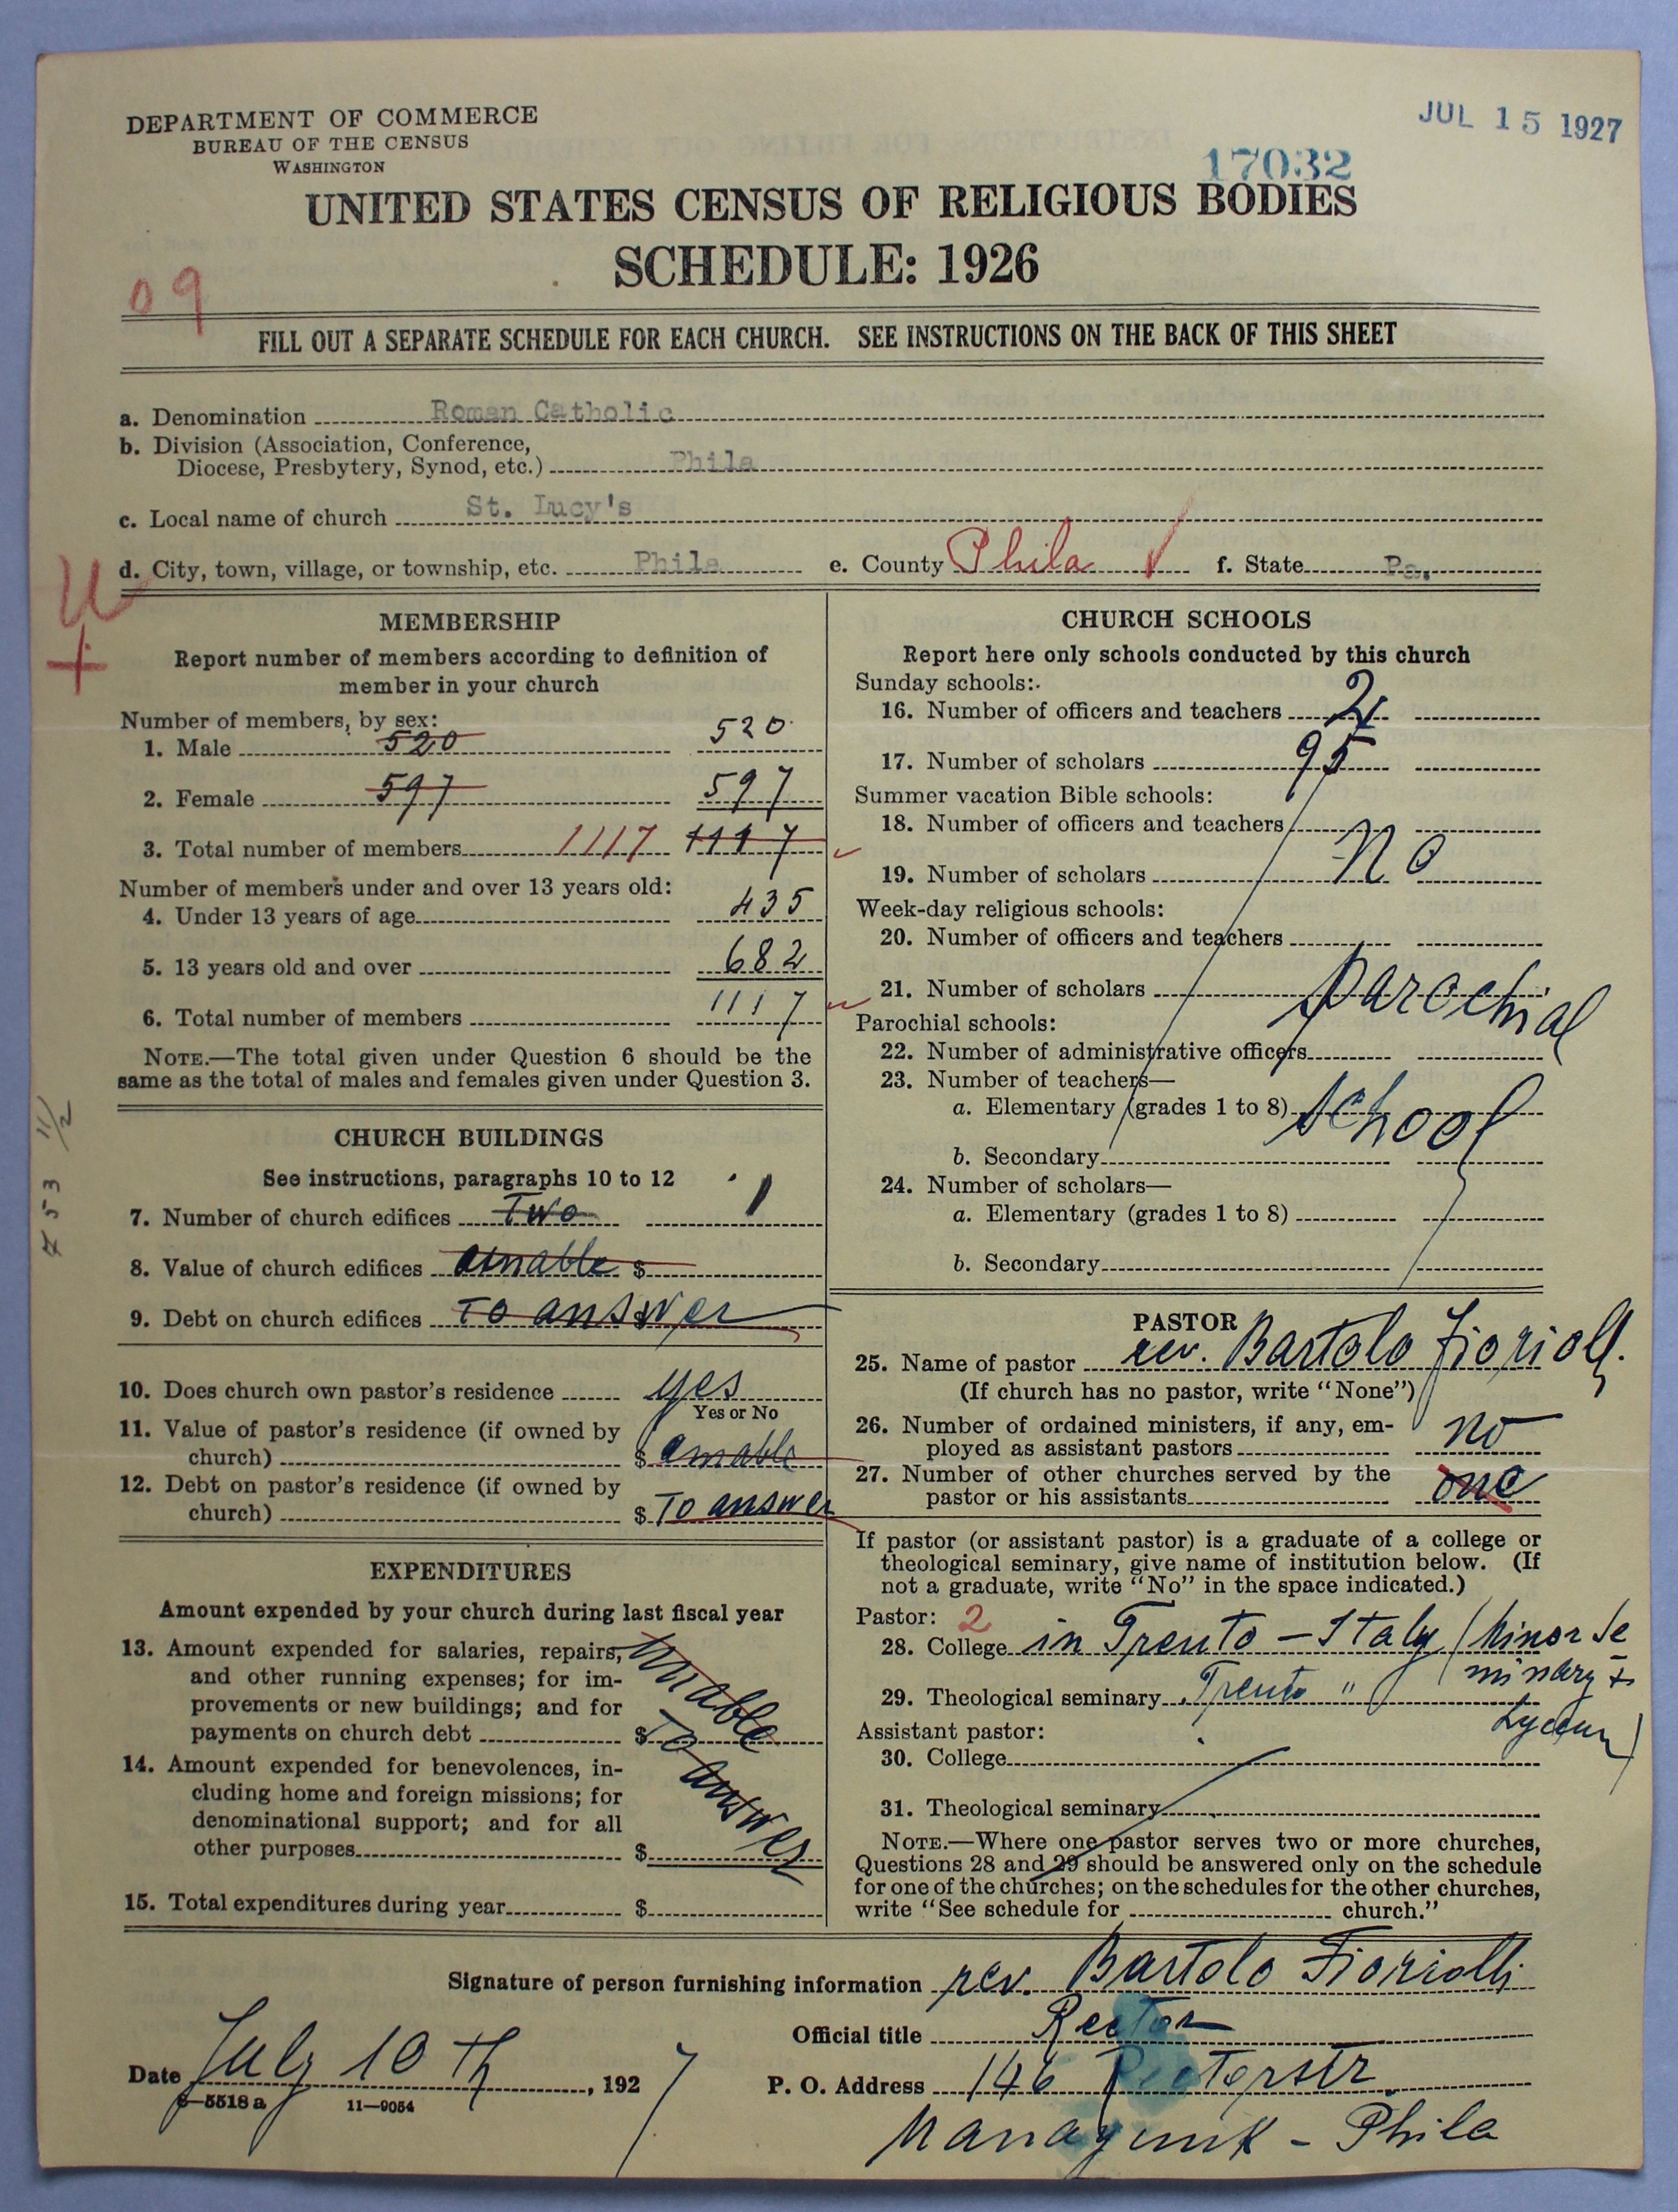 JUL 15 1927
DEPARTMENT OF COMMERCE
BUREAU OF THE CENSUS
WASHINGTON
17032
UNITED STATES CENSUS OF RELIGIOUS BODIES
SCHEDULE: 1926
09
FILL OUT A SEPARATE SCHEDULE FOR EACH CHURCH. SEE INSTRUCTIONS ON THE BACK OF THIS SHEET
a. Denomination Roman Catholic
b. Division (Association, Conference,
Diocese, Presbytery, Synod, etc.) Phila
c. Local name of church St. Lucy's
d. City, town, village, or township, etc. Phila e. County Phila f. State Pa.
U
+
MEMBERSHIP
Report number of members according to definition of
member in your church
Number of members, by sex:
1. Male 520 520
2. Female 597 597
3. Total number of members 1117 1117
Number of members under and over 13 years old:
4. Under 13 years of age 435
5. 13 years old and over 682
6. Total number of members 1117
NOTE.—The total given under Question 6 should be the
same as the total of males and females given under Question 3.
CHURCH BUILDINGS
See instructions, paragraphs 10 to 12
7. Number of church edifices Two 1
8. Value of church edifices unable $
9. Debt on church edifices To answer
10. Does church own pastor's residence yes
Yes or No
11. Value of pastor's residence (if owned by
church) $ unable
12. Debt on pastor's residence (if owned by
church) $ To answer
EXPENDITURES
Amount expended by your church during last fiscal year
13. Amount expended for salaries, repairs,
and other running expenses; for im-
provements or new buildings; and for
payments on church debt $ unable
14. Amount expended for benevolences, in-
cluding home and foreign missions; for
denominational support; and for all
other purposes $ To answer
15. Total expenditures during year $
CHURCH SCHOOLS
Report here only schools conducted by this church
Sunday schools:
16. Number of officers and teachers 2
17. Number of scholars 95
Summer vacation Bible schools:
18. Number of officers and teachers
19. Number of scholars No
Week-day religious schools:
20. Number of officers and teachers
21. Number of scholars parochial
Parochial schools:
22. Number of administrative officers
23. Number of teachers—
a. Elementary (grades 1 to 8) school
b. Secondary
24. Number of scholars—
a. Elementary (grades 1 to 8)
b. Secondary
PASTOR
25. Name of pastor rev. Bartolo Fiorioli.
(If church has no pastor, write "None")
26. Number of ordained ministers, if any, em-
ployed as assistant pastors no
27. Number of other churches served by the
pastor or his assistants one
If pastor (or assistant pastor) is a graduate of a college or
theological seminary, give name of institution below. (If
not a graduate, write "No" in the space indicated.)
Pastor: 2
28. College in Trento - Italy (Minor Se
minary &
29. Theological seminary Trento "
Lyceum)
Assistant pastor:
30. College
31. Theological seminary
NOTE.—Where one pastor serves two or more churches,
Questions 28 and 29 should be answered only on the schedule
for one of the churches; on the schedules for the other churches,
write "See schedule for church."
Signature of person furnishing information rev. Bartolo Fiorioli
Official title Rector
Date July 10 th, 1927
P. O. Address 146 Rector str.
Manayunk - Phila
8—5518a 11—9054